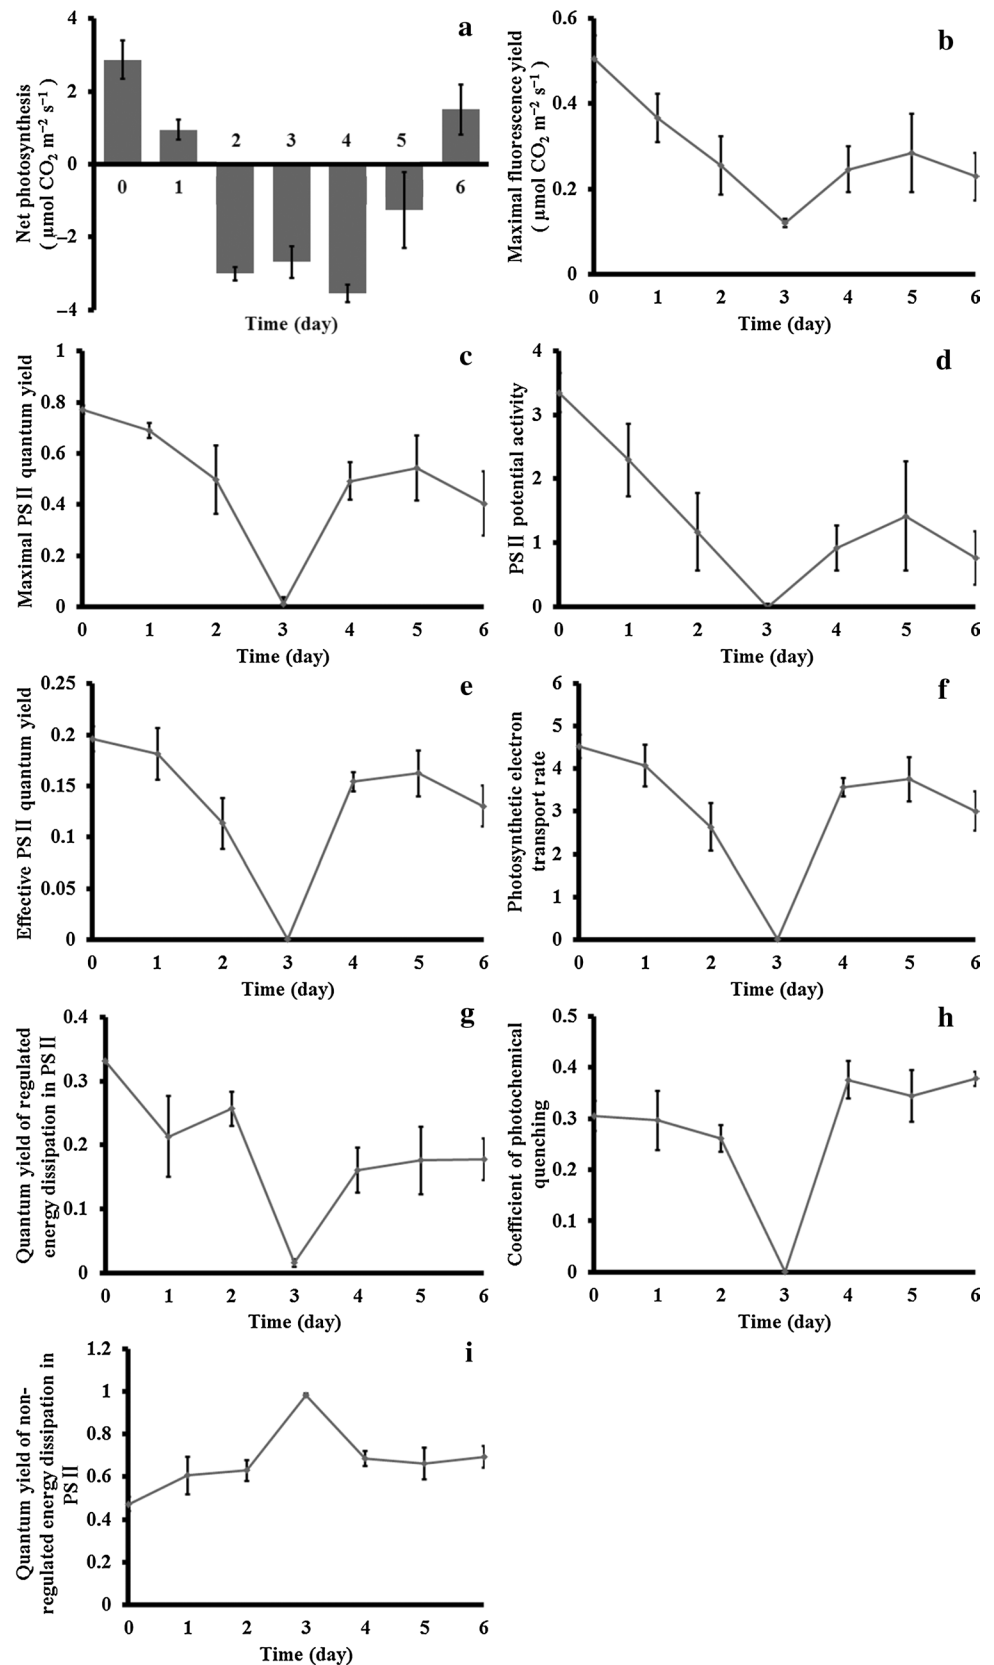 a
Net photosynthesis
( μmol CO2 m−2 s−1 )
4
2
0
−2
−4
0 1 2 3 4 5 6
Time (day)
b
Maximal fluorescence yield
( μmol CO2 m−2 s−1 )
0.6
0.4
0.2
0
0 1 2 3 4 5 6
Time (day)
c
Maximal PS II quantum yield
1
0.8
0.6
0.4
0.2
0
0 1 2 3 4 5 6
Time (day)
d
PS II potential activity
4
3
2
1
0
0 1 2 3 4 5 6
Time (day)
e
Effective PS II quantum yield
0.25
0.2
0.15
0.1
0.05
0
0 1 2 3 4 5 6
Time (day)
f
Photosynthetic electron
transport rate
6
5
4
3
2
1
0
0 1 2 3 4 5 6
Time (day)
g
Quantum yield of regulated
energy dissipation in PS II
0.4
0.3
0.2
0.1
0
0 1 2 3 4 5 6
Time (day)
h
Coefficient of photochemical
quenching
0.5
0.4
0.3
0.2
0.1
0
0 1 2 3 4 5 6
Time (day)
i
Quantum yield of non-
regulated energy dissipation in
PS II
1.2
1
0.8
0.6
0.4
0.2
0
0 1 2 3 4 5 6
Time (day)